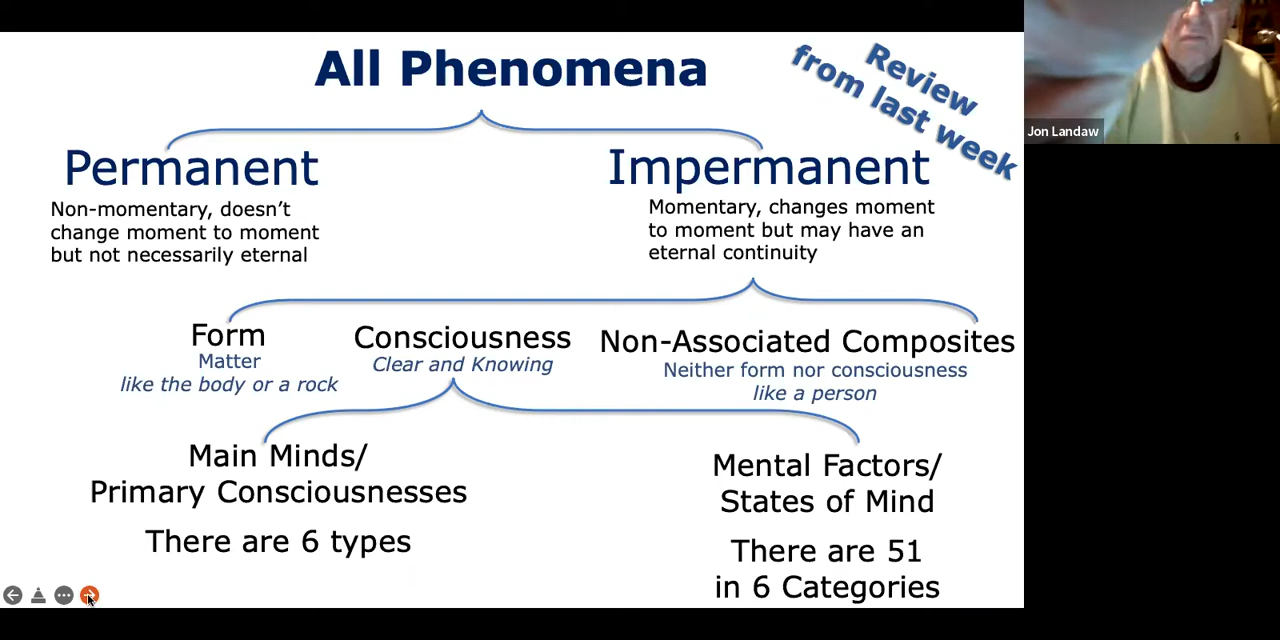 All Phenomena
Review
from last week
Jon Landaw
Permanent
Non-momentary, doesn’t
change moment to moment
but not necessarily eternal
Impermanent
Momentary, changes moment
to moment but may have an
eternal continuity
Form
Matter
like the body or a rock
Consciousness
Clear and Knowing
Non-Associated Composites
Neither form nor consciousness
like a person
Main Minds/
Primary Consciousnesses
There are 6 types
Mental Factors/
States of Mind
There are 51
in 6 Categories